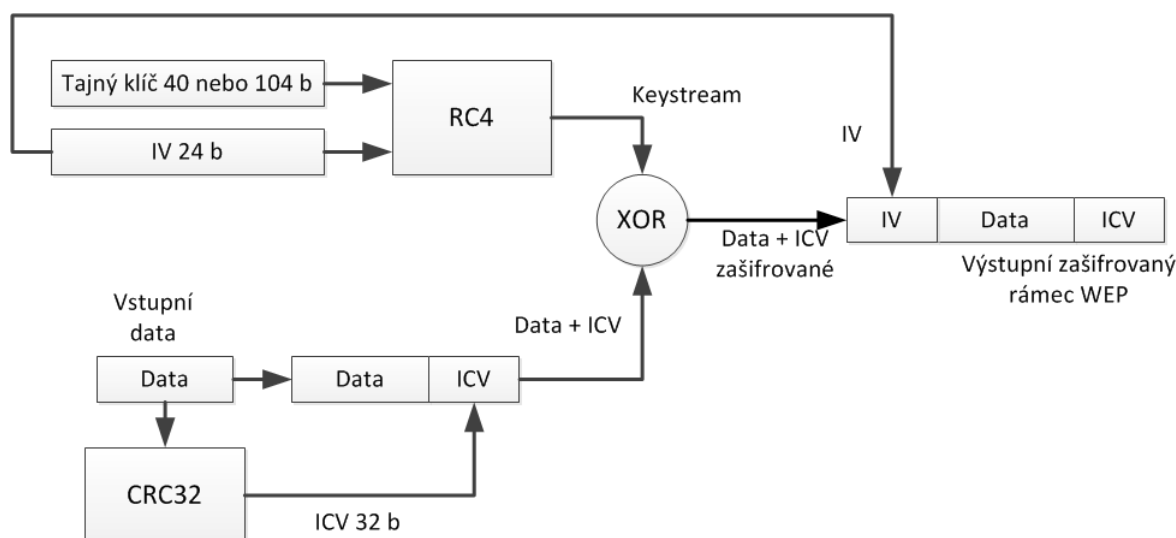 Tajný klíč 40 nebo 104 b
IV 24 b
RC4
Keystream
IV
XOR
Data + ICV
zašifrované
IV
Data
ICV
Výstupní zašifrovaný
rámec WEP
Vstupní
data
Data + ICV
Data
Data
ICV
CRC32
ICV 32 b